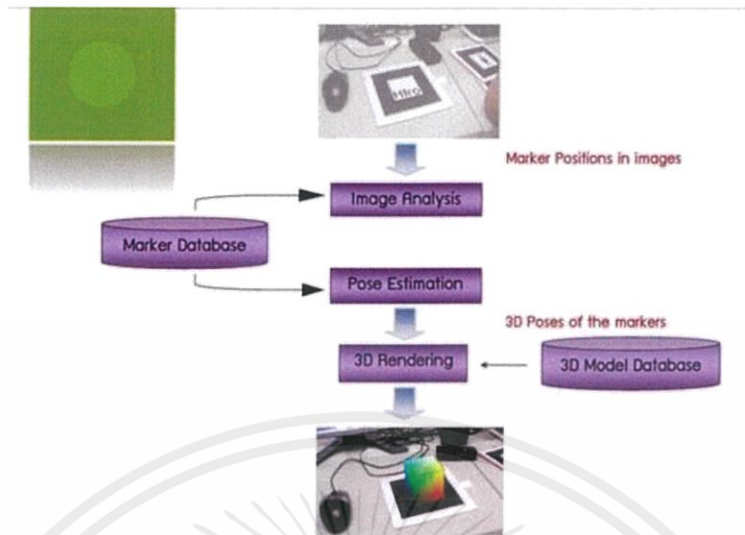 Hiro
Marker Positions in images
Image Analysis
Marker Database
Pose Estimation
3D Poses of the markers
3D Rendering
3D Model Database